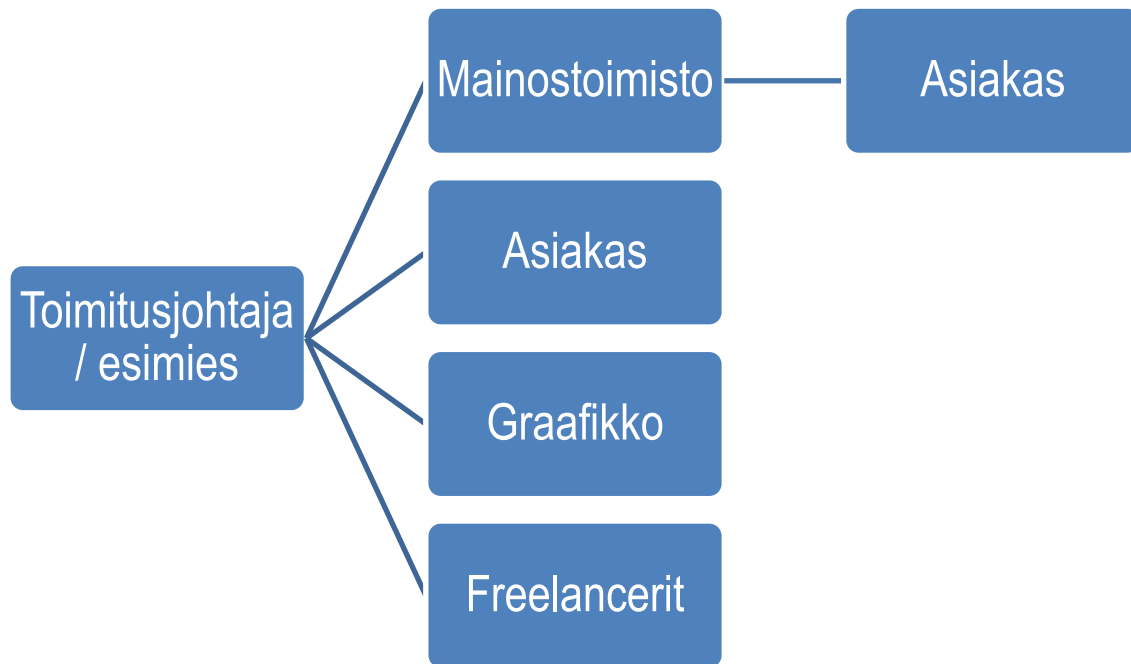 Mainostoimisto
Asiakas
Asiakas
Toimitusjohtaja
/ esimies
Graafikko
Freelancerit